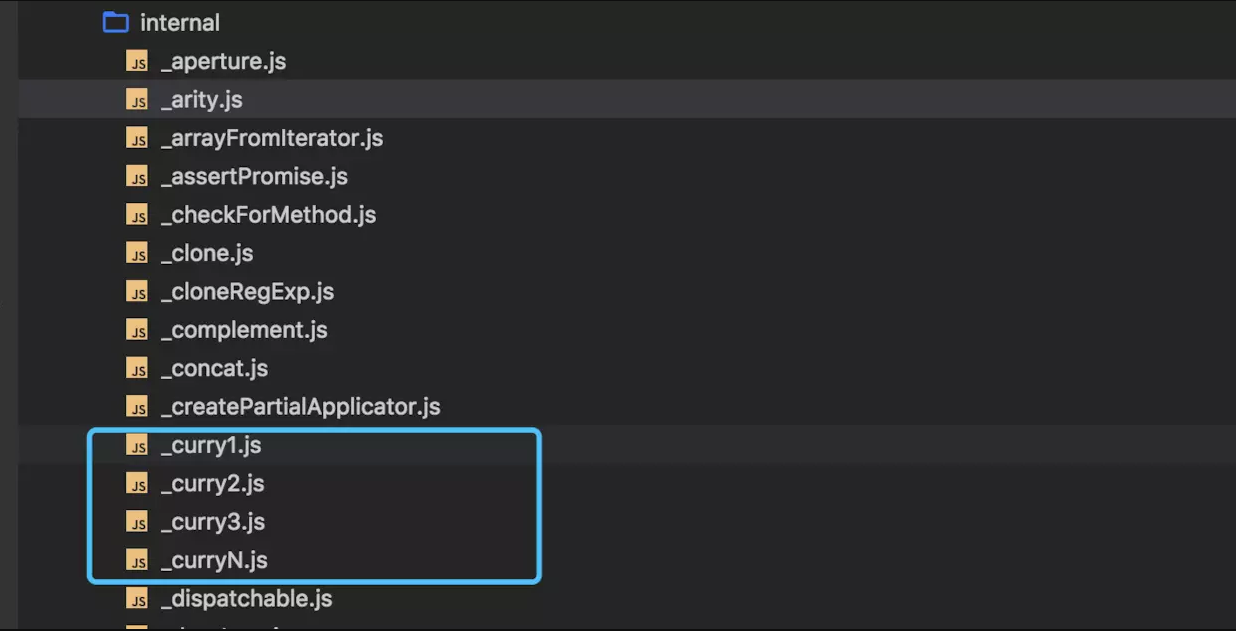 internal
JS _aperture.js
JS _arity.js
JS _arrayFromIterator.js
JS _assertPromise.js
JS _checkForMethod.js
JS _clone.js
JS _cloneRegExp.js
JS _complement.js
JS _concat.js
JS _createPartialApplicator.js
JS _curry1.js
JS _curry2.js
JS _curry3.js
JS _curryN.js
JS _dispatchable.js